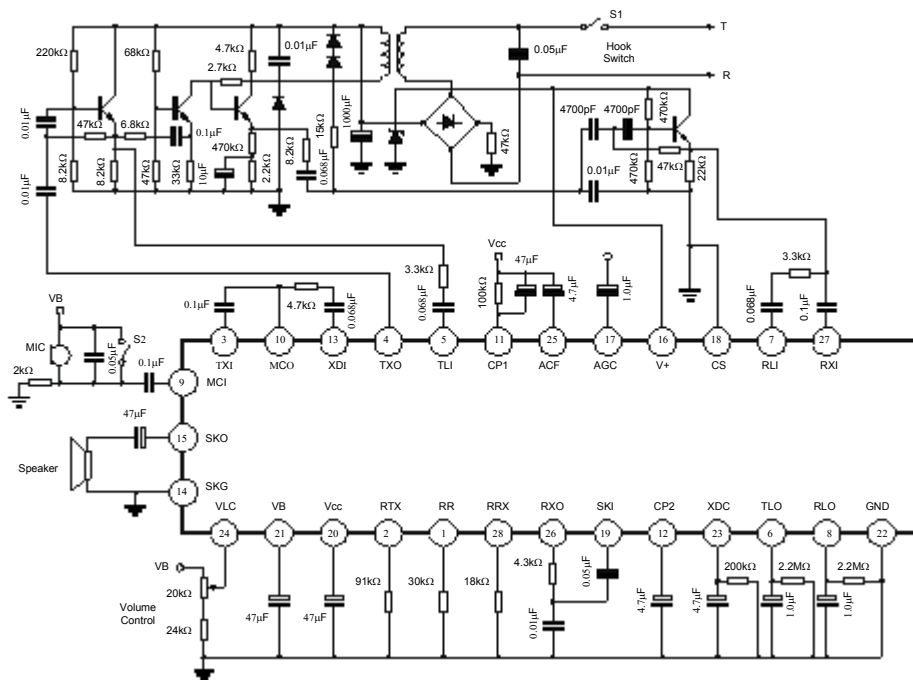 S1
T
Hook
Switch
R
220kΩ
68kΩ
4.7kΩ
0.01µF
2.7kΩ
0.05µF
1000µF
4700pF
4700pF
470kΩ
0.01µF
47kΩ
6.8kΩ
0.1µF
15kΩ
47kΩ
8.2kΩ
8.2kΩ
47kΩ
33kΩ
10µF
470kΩ
2.2kΩ
8.2kΩ
0.068µF
470kΩ
47kΩ
22kΩ
0.01µF
0.01µF
Vcc
47µF
3.3kΩ
3.3kΩ
0.1µF
4.7kΩ
0.068µF
0.068µF
100kΩ
4.7µF
1.0µF
0.068µF
0.1µF
VB
MIC
0.05µF
S2
0.1µF
2kΩ
3
10
13
4
5
11
25
17
16
18
7
27
TXI
MCO
XDI
TXO
TLI
CP1
ACF
AGC
V+
CS
RLI
RXI
9
MCI
47µF
15
SKO
Speaker
14
SKG
VLC
VB
Vcc
RTX
RR
RRX
RXO
SKI
CP2
XDC
TLO
RLO
GND
24
21
20
2
1
28
26
19
12
23
6
8
22
VB
20kΩ
Volume
Control
24kΩ
47µF
47µF
91kΩ
30kΩ
18kΩ
4.3kΩ
0.05µF
0.01µF
4.7µF
4.7µF
200kΩ
1.0µF
2.2MΩ
1.0µF
2.2MΩ